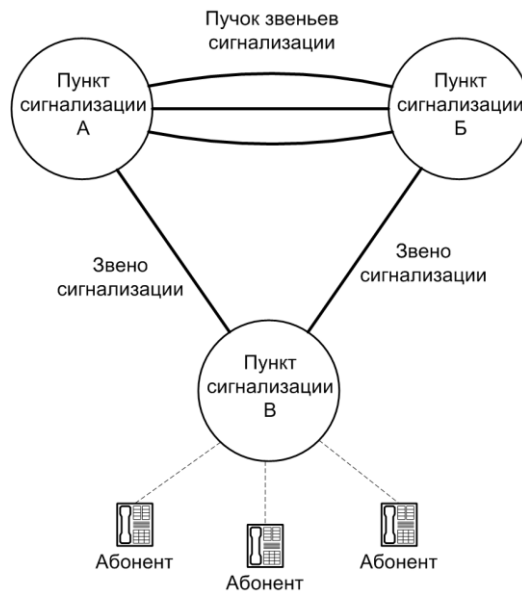 Пучок звеньев
сигнализации
Пункт
сигнализации
А
Пункт
сигнализации
Б
Звено
сигнализации
Звено
сигнализации
Пункт
сигнализации
В
Абонент
Абонент
Абонент